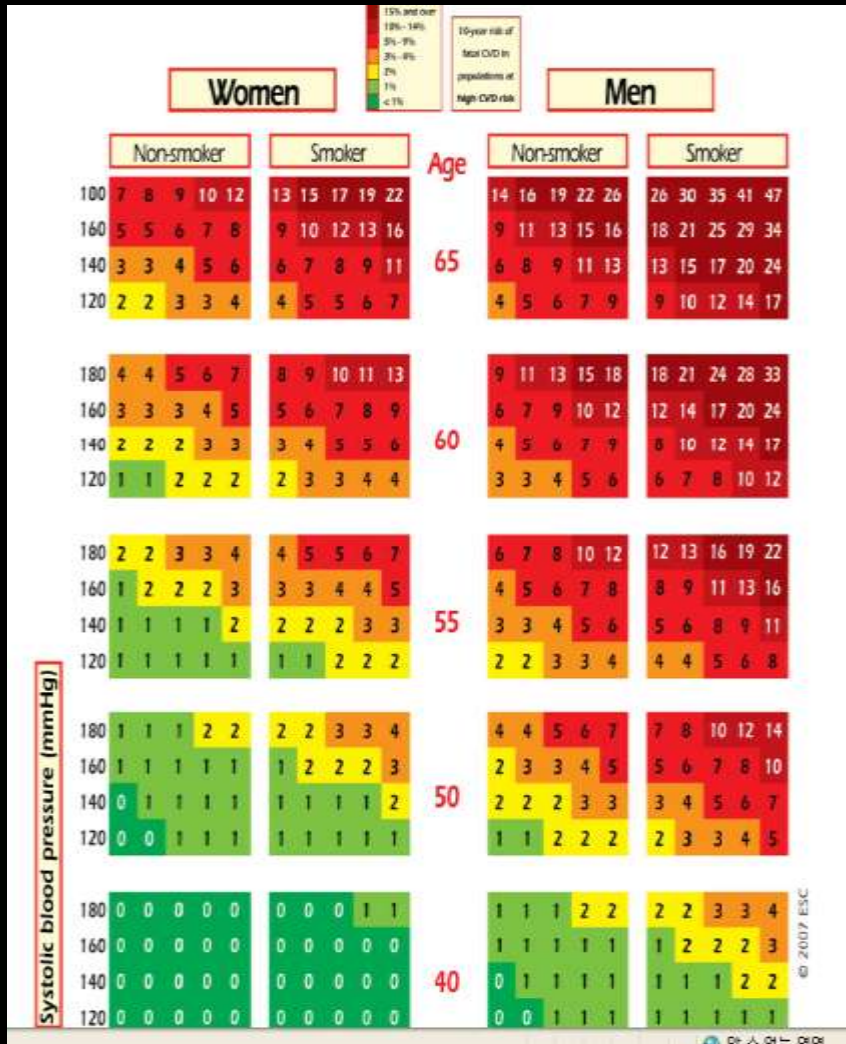 15% and over
10% - 14%
5% - 9%
3% - 4%
2%
1%
< 1%
10-year risk of
fatal CVD in
populations at
high CVD risk
Women
Men
Non-smoker Smoker Age Non-smoker Smoker
180 7 8 9 10 12 13 15 17 19 22 14 16 19 22 26 26 30 35 41 47
160 5 5 6 7 8 9 10 12 13 16 9 11 13 15 16 18 21 25 29 34
140 3 3 4 5 6 6 7 8 9 11 65 6 8 9 11 13 13 15 17 20 24
120 2 2 3 3 4 4 5 5 6 7 4 5 6 7 9 9 10 12 14 17
180 4 4 5 6 7 8 9 10 11 13 9 11 13 15 18 18 21 24 28 33
160 3 3 3 4 5 5 6 7 8 9 6 7 9 10 12 12 14 17 20 24
140 2 2 2 3 3 3 4 5 5 6 60 4 5 6 7 9 8 10 12 14 17
120 1 1 2 2 2 2 3 3 4 4 3 3 4 5 6 6 7 8 10 12
180 2 2 3 3 4 4 5 5 6 7 6 7 8 10 12 12 13 16 19 22
160 1 2 2 2 3 3 3 4 4 5 4 5 6 7 8 8 9 11 13 16
140 1 1 1 1 2 2 2 2 3 3 55 3 3 4 5 6 5 6 8 9 11
120 1 1 1 1 1 1 1 2 2 2 2 2 3 3 4 4 4 5 6 8
180 1 1 1 2 2 2 2 3 3 4 4 4 5 6 7 7 8 10 12 14
160 1 1 1 1 1 1 2 2 2 3 2 3 3 4 5 5 6 7 8 10
140 0 1 1 1 1 1 1 1 1 2 50 2 2 2 3 3 3 4 5 6 7
120 0 0 1 1 1 1 1 1 1 1 1 1 2 2 2 2 3 3 4 5
180 0 0 0 0 0 0 0 0 1 1 1 1 1 2 2 2 2 3 3 4
160 0 0 0 0 0 0 0 0 0 0 1 1 1 1 1 1 2 2 2 3
140 0 0 0 0 0 0 0 0 0 0 40 0 1 1 1 1 1 1 1 2 2
120 0 0 0 0 0 0 0 0 0 0 0 0 1 1 1 1 1 1 1 1
Systolic blood pressure (mmHg)
© 2007 ESC